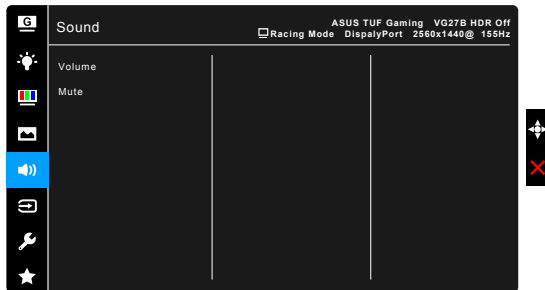 G
Sound
ASUS TUF Gaming VG27B HDR Off
Racing Mode DispalyPort 2560x1440@ 155Hz
Volume
Mute